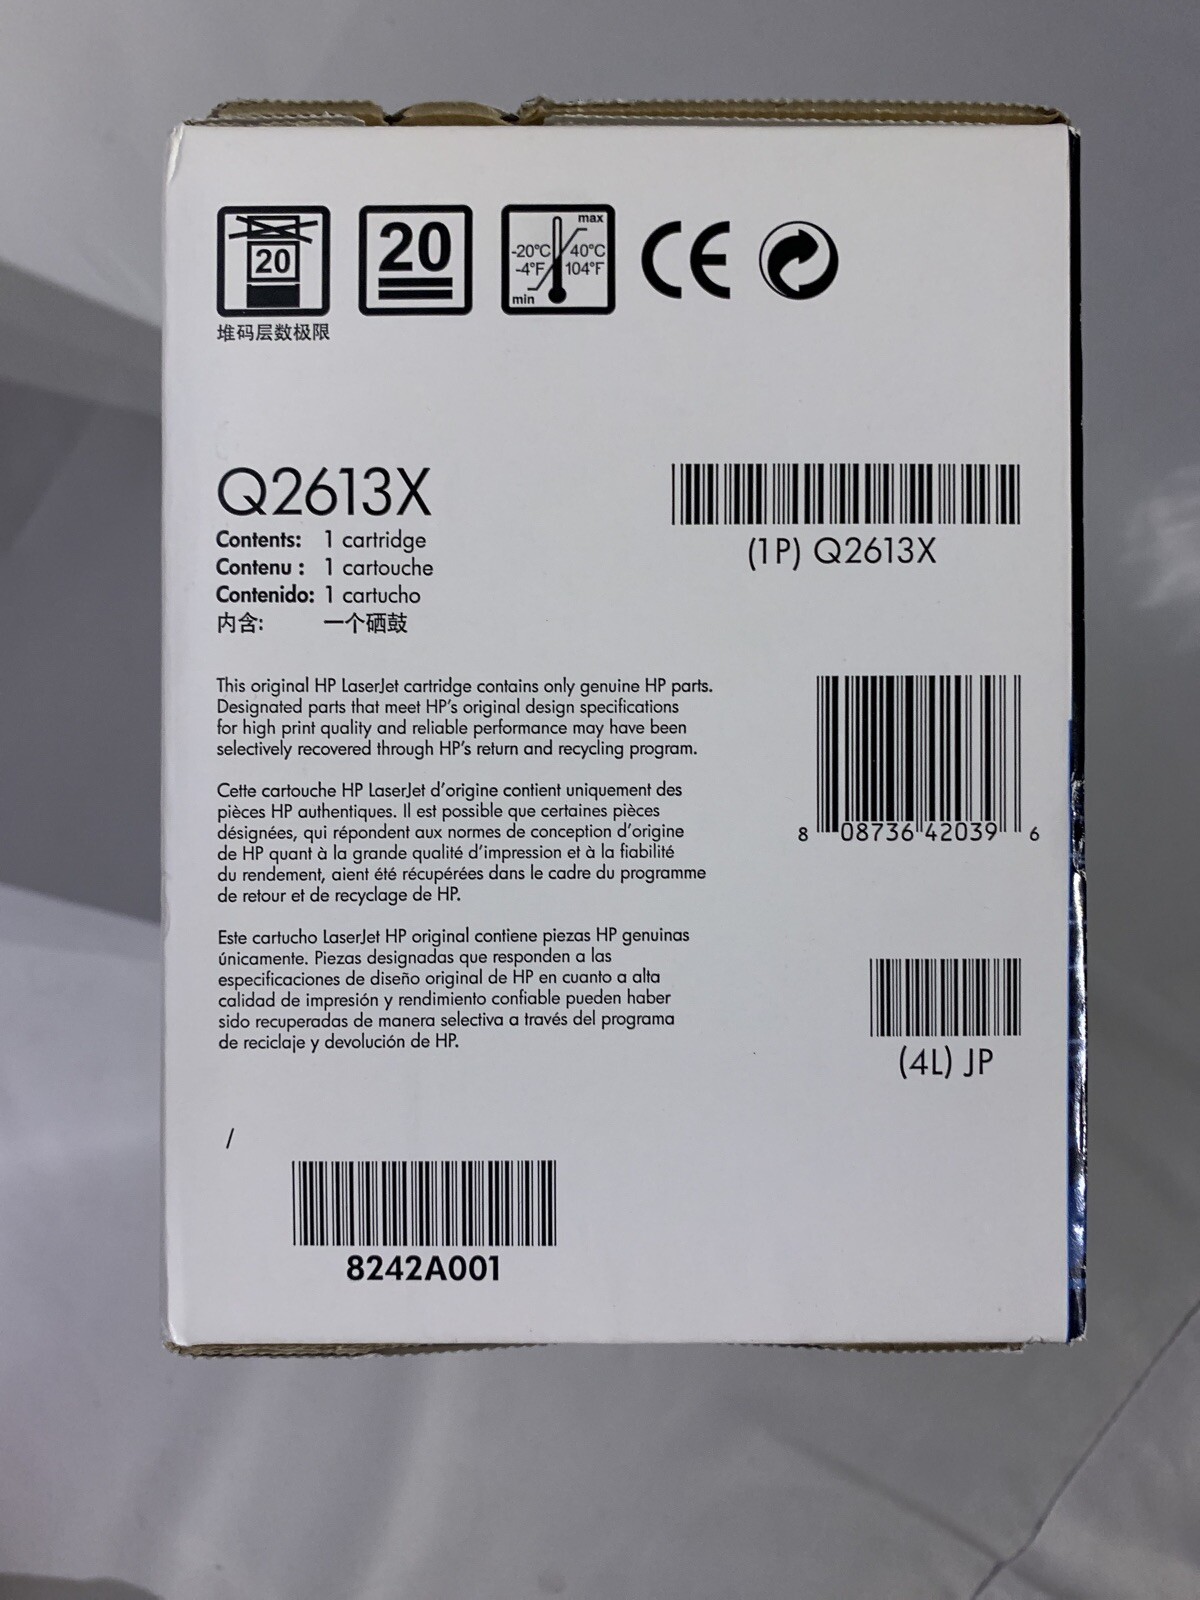 20
20
max
-20°C 40°C
-4°F 104°F
min
CE
堆码层数极限
Q2613X
Contents: 1 cartridge
Contenu : 1 cartouche
Contenido: 1 cartucho
内含: 一个硒鼓
(1P) Q2613X
This original HP LaserJet cartridge contains only genuine HP parts.
Designated parts that meet HP’s original design specifications
for high print quality and reliable performance may have been
selectively recovered through HP’s return and recycling program.
8 08736 42039 6
Cette cartouche HP LaserJet d’origine contient uniquement des
pièces HP authentiques. Il est possible que certaines pièces
désignées, qui répondent aux normes de conception d’origine
de HP quant à la grande qualité d’impression et à la fiabilité
du rendement, aient été récupérées dans le cadre du programme
de retour et de recyclage de HP.
Este cartucho LaserJet HP original contiene piezas HP genuinas
únicamente. Piezas designadas que responden a las
especificaciones de diseño original de HP en cuanto a alta
calidad de impresión y rendimiento confiable pueden haber
sido recuperadas de manera selectiva a través del programa
de reciclaje y devolución de HP.
(4L) JP
/
8242A001